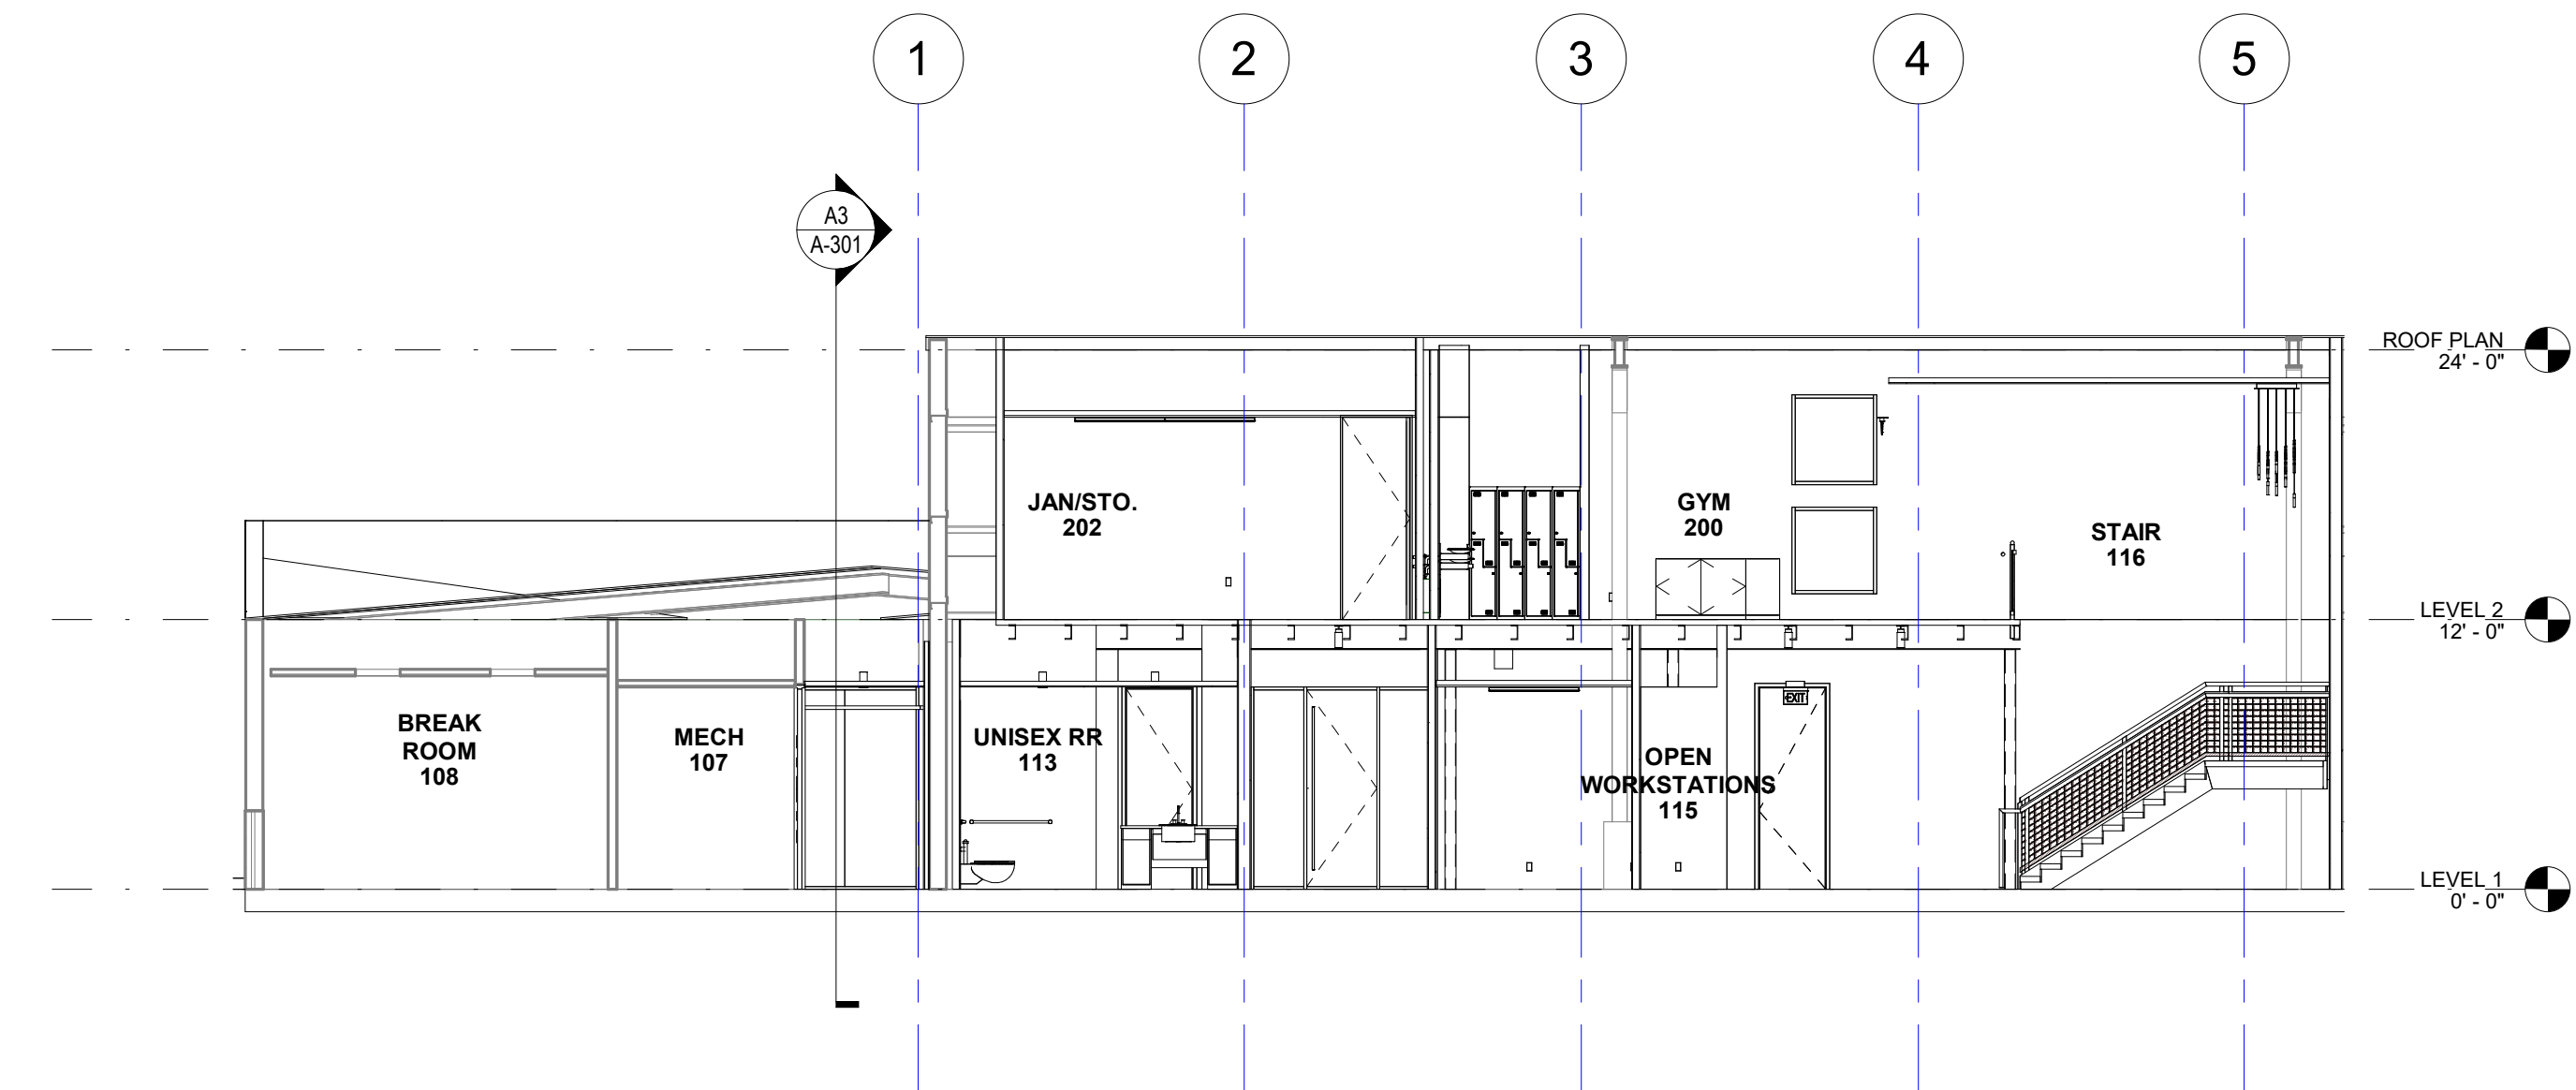 1
2
3
4
5
A3
A-301
ROOF PLAN
24' - 0"
JAN/STO.
202
GYM
200
STAIR
116
LEVEL 2
12' - 0"
BREAK
ROOM
108
MECH
107
UNISEX RR
113
OPEN
WORKSTATIONS
115
EXIT
LEVEL 1
0' - 0"